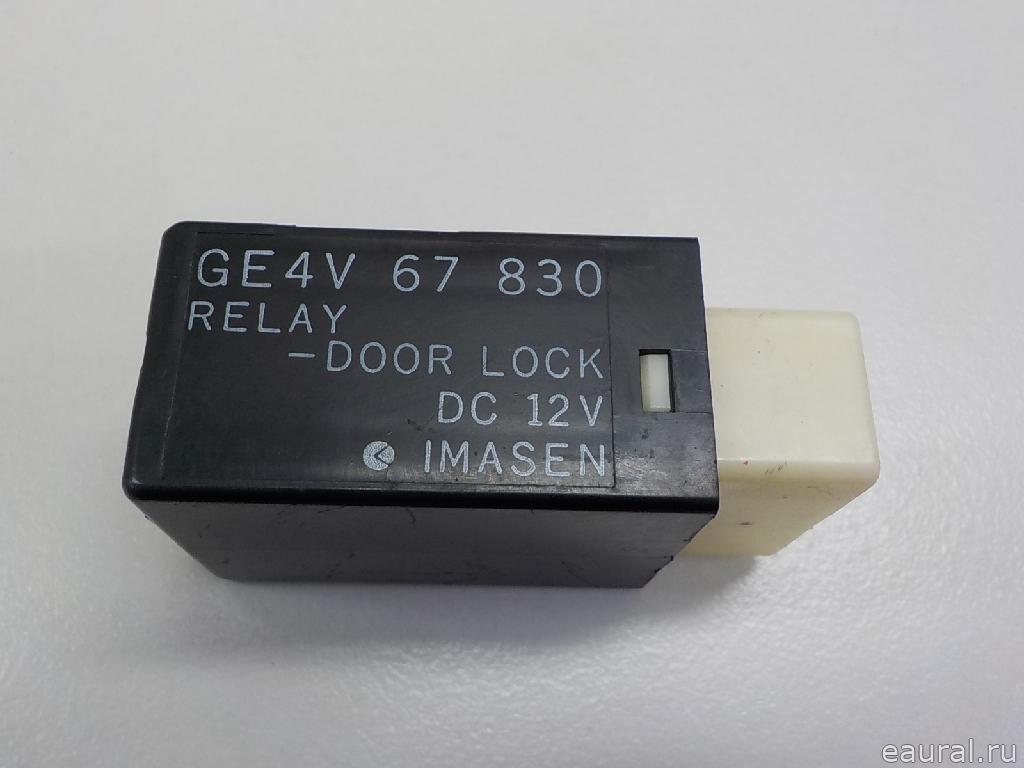 GE4V 67 830
RELAY
-DOOR LOCK
DC 12V
IMASEN
eaural.ru